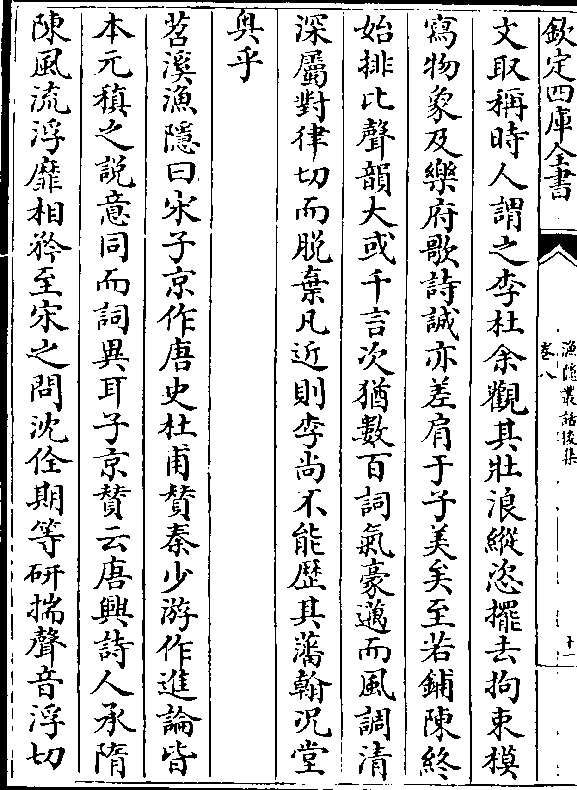 欽定四庫全書
漁隱叢話後集
卷八
十一
文取稱時人謂之李杜余觀其壯浪縱恣擺去拘束模
寫物象及樂府歌詩誠亦差肩于子美矣至若鋪陳終
始排比聲韻大或千言次猶數百詞氣豪邁而風調清
深屬對律切而脱棄凡近則李尚不能歴其藩翰况堂
奥乎
苕溪漁隱曰宋子京作唐史杜甫賛秦少游作進論皆
本元稹之説意同而詞異耳子京賛云唐興詩人承隋
陳風流浮靡相矜至宋之問沈佺期等研揣聲音浮切